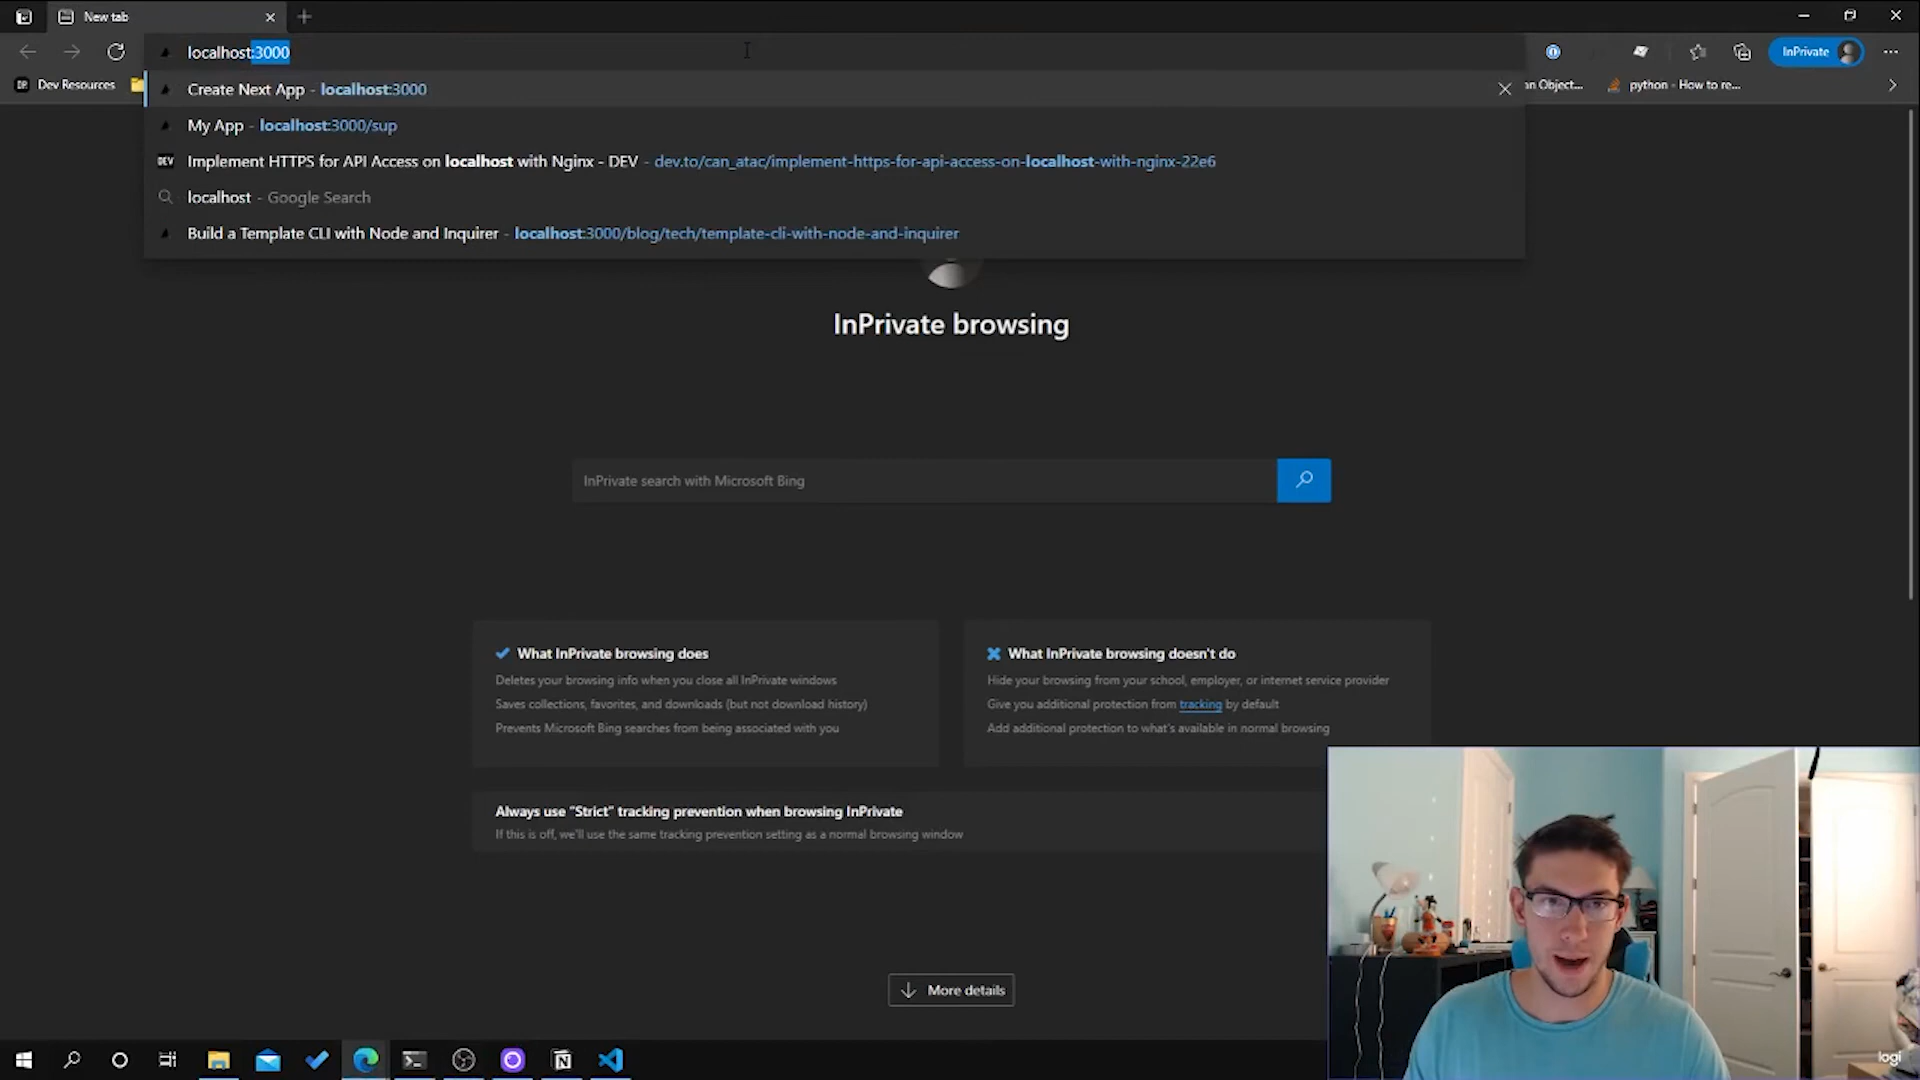 New tab
localhost:3000
InPrivate
Dev Resources
an Object...
python - How to re...
Create Next App - localhost:3000
My App - localhost:3000/sup
DEV
Implement HTTPS for API Access on localhost with Nginx - DEV - dev.to/can_atac/implement-https-for-api-access-on-localhost-with-nginx-22e6
localhost - Google Search
Build a Template CLI with Node and Inquirer - localhost:3000/blog/tech/template-cli-with-node-and-inquirer
InPrivate browsing
InPrivate search with Microsoft Bing
What InPrivate browsing does
Deletes your browsing info when you close all InPrivate windows
Saves collections, favorites, and downloads (but not download history)
Prevents Microsoft Bing searches from being associated with you
What InPrivate browsing doesn't do
Hide your browsing from your school, employer, or internet service provider
Give you additional protection from tracking by default
Add additional protection to what's available in normal browsing
Always use "Strict" tracking prevention when browsing InPrivate
If this is off, we'll use the same tracking prevention setting as a normal browsing window
More details
logi